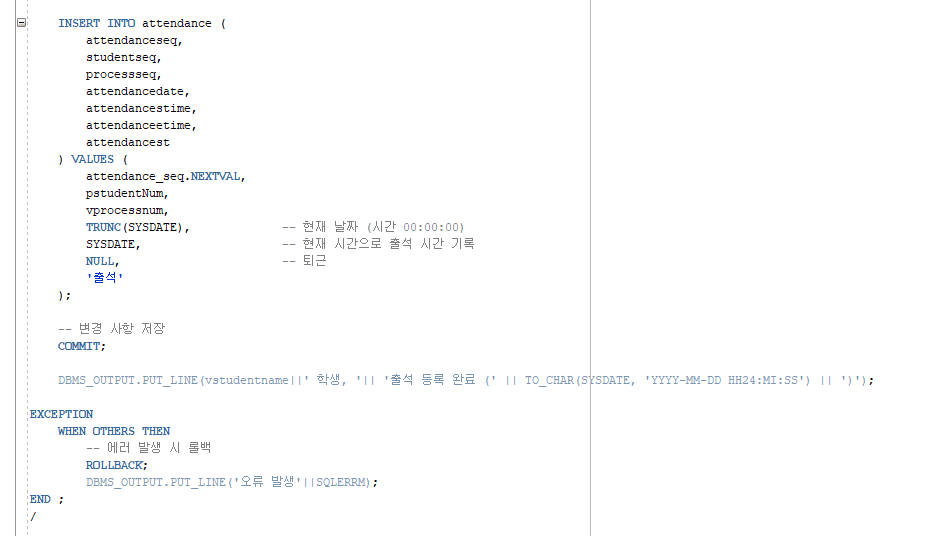 INSERT INTO attendance (
attendanceseq,
studentseq,
processseq,
attendancedate,
attendancestime,
attendanceetime,
attendancest
) VALUES (
attendance_seq.NEXTVAL,
pstudentNum,
vprocessnum,
TRUNC(SYSDATE), -- 현재 날짜 (시간 00:00:00)
SYSDATE, -- 현재 시간으로 출석 시간 기록
NULL, -- 퇴근
'출석'
);
-- 변경 사항 저장
COMMIT;
DBMS_OUTPUT.PUT_LINE(vstudentname||' 학생, '|| '출석 등록 완료 (' || TO_CHAR(SYSDATE, 'YYYY-MM-DD HH24:MI:SS') || ')');
EXCEPTION
WHEN OTHERS THEN
-- 에러 발생 시 롤백
ROLLBACK;
DBMS_OUTPUT.PUT_LINE('오류 발생'||SQLERRM);
END ;
/